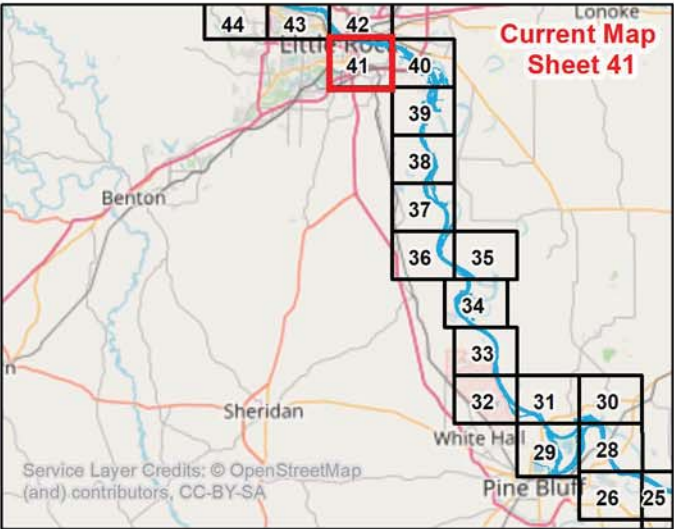 Lonoke
44 43 42
Little Roc
Current Map
Sheet 41
41 40
39
38
Benton
37
36 35
34
33
32 31 30
Sheridan
White Hall
29 28
Service Layer Credits: © OpenStreetMap
(and) contributors, CC-BY-SA
Pine Bluff
26 25
n